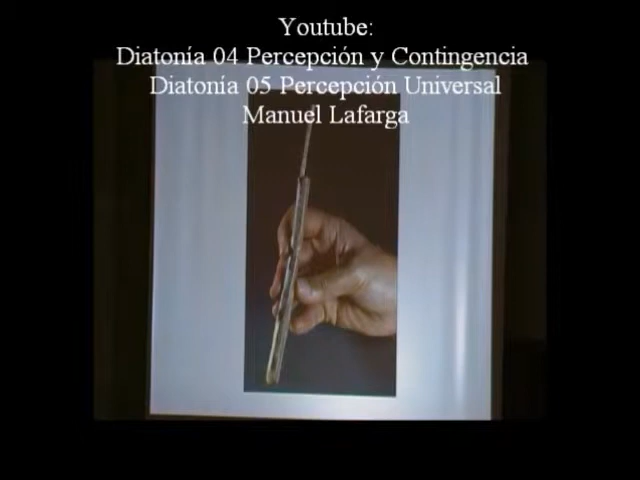 Youtube:
Diatonía 04 Percepción y Contingencia
Diatonía 05 Percepción Universal
Manuel Lafarga